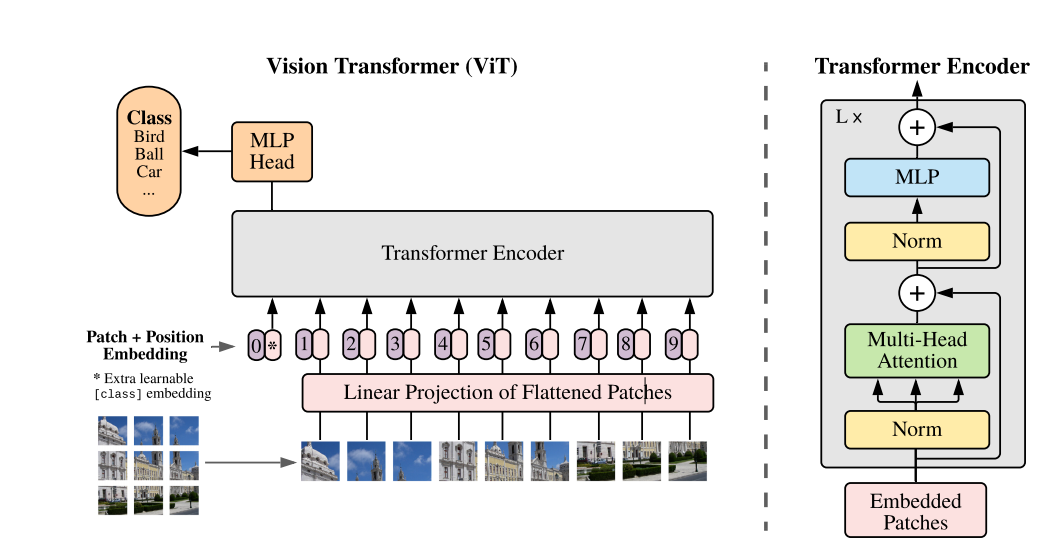 Vision Transformer (ViT)
Class
Bird
Ball
Car
...
MLP
Head
Transformer Encoder
Patch + Position
Embedding
0 * 1 2 3 4 5 6 7 8 9
* Extra learnable
[class] embedding
Linear Projection of Flattened Patches
Transformer Encoder
L ×
+
MLP
Norm
+
Multi-Head
Attention
Norm
Embedded
Patches